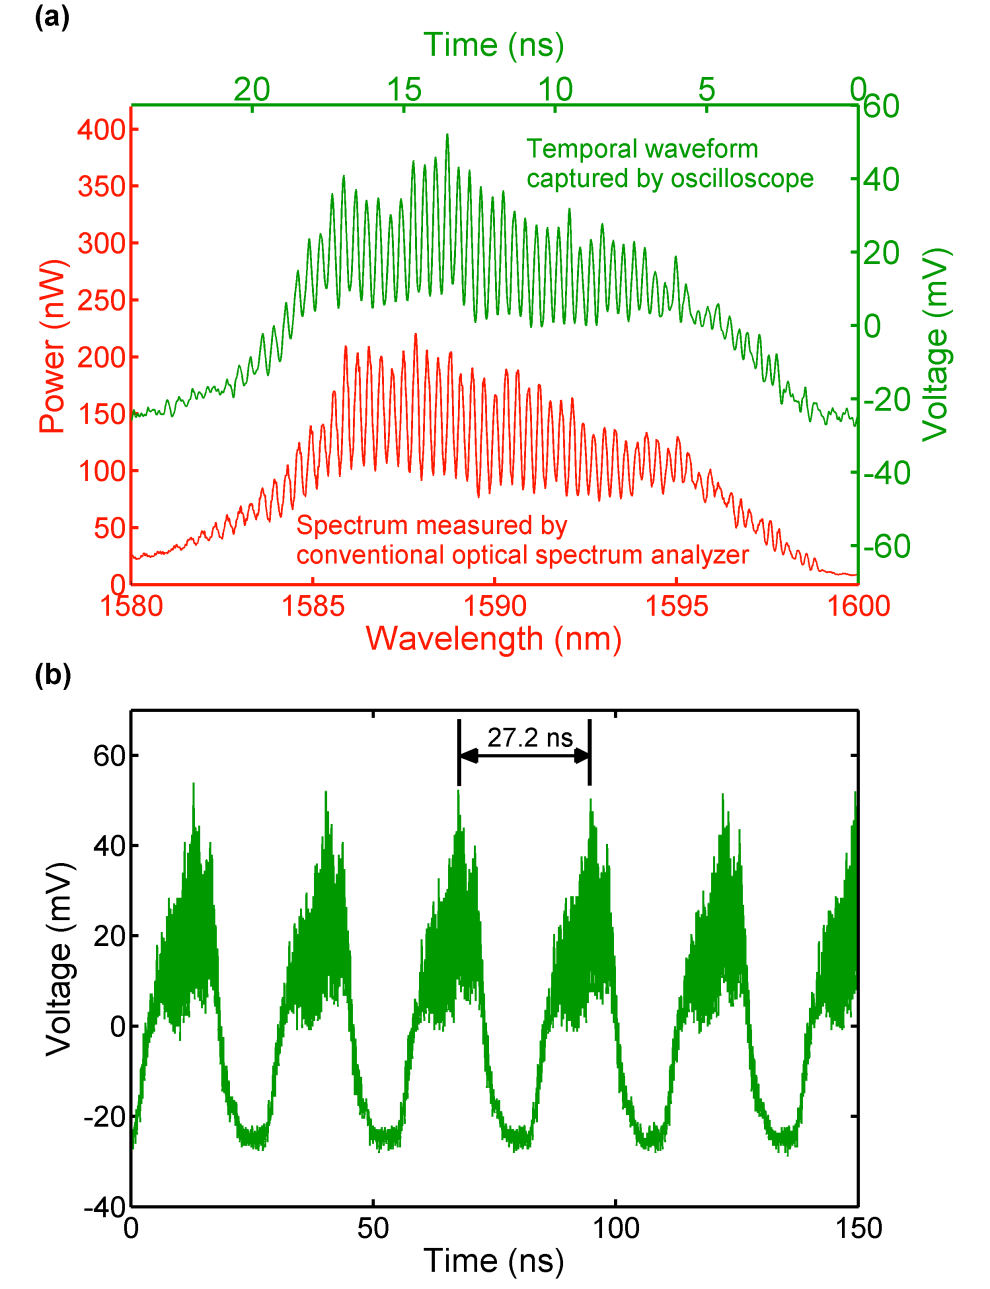 (a)
Time (ns)
20 15 10 5 0
400
350
300
250
200
150
100
50
0
Power (nW)
60
40
20
0
-20
-40
-60
Voltage (mV)
Temporal waveform
captured by oscilloscope
Spectrum measured by
conventional optical spectrum analyzer
1580 1585 1590 1595 1600
Wavelength (nm)
(b)
27.2 ns
60
40
20
0
-20
-40
Voltage (mV)
0 50 100 150
Time (ns)